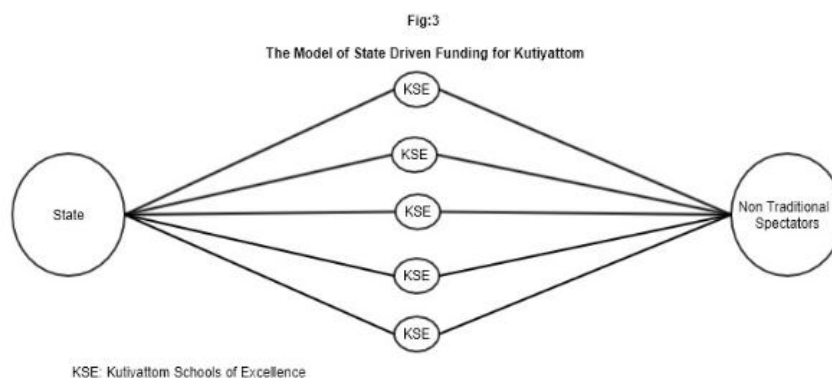 Fig:3
The Model of State Driven Funding for Kutiyattom
KSE
KSE
State
KSE
Non Traditional
Spectators
KSE
KSE
KSE: Kutiyattom Schools of Excellence